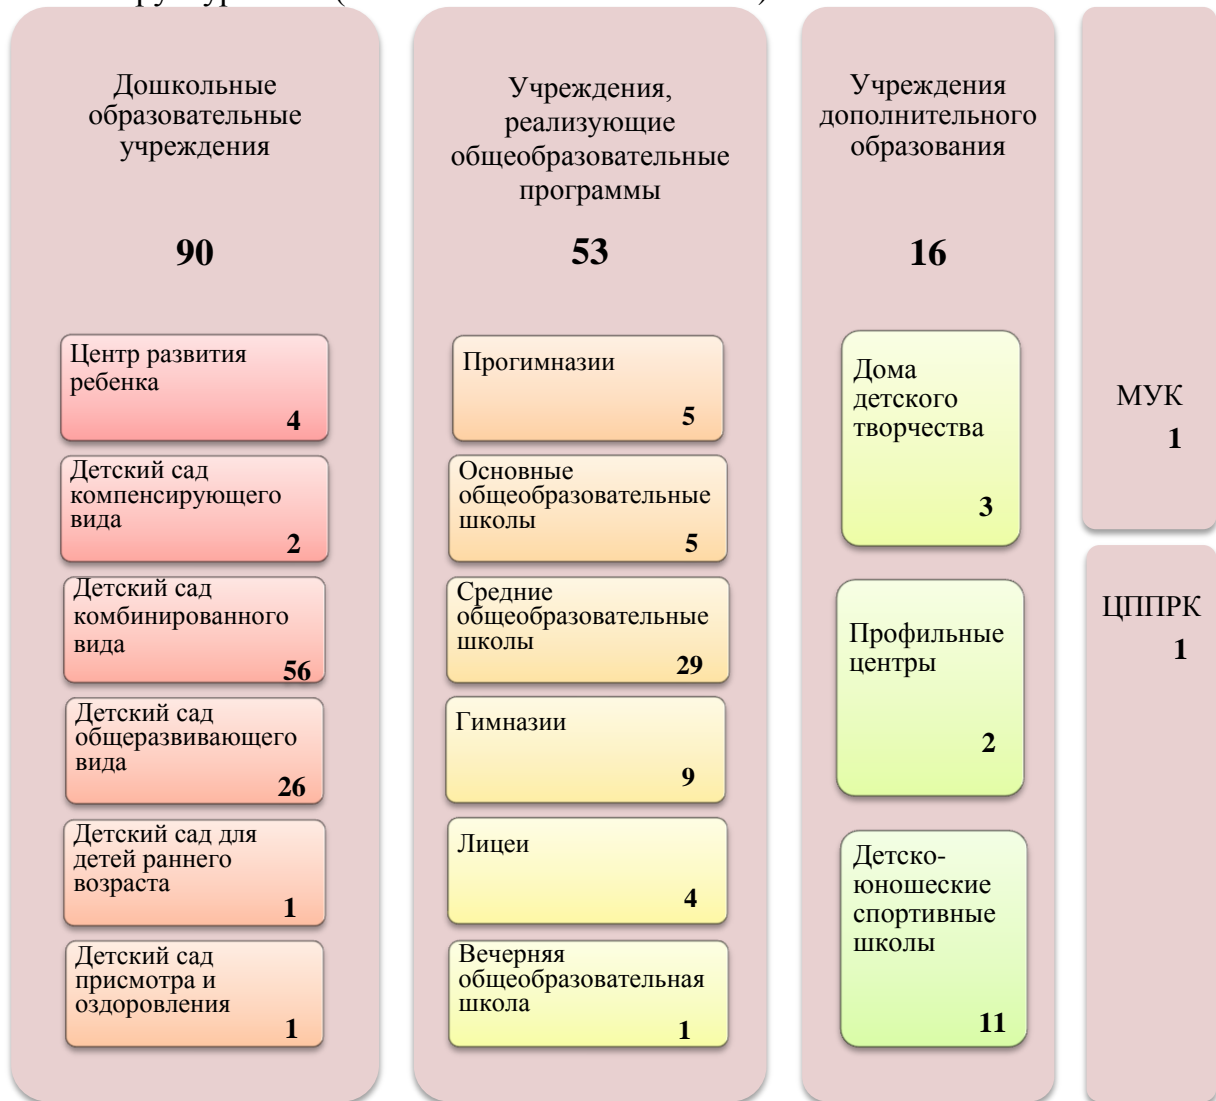 Дошкольные
образовательные
учреждения
90
Центр развития
ребенка
4
Детский сад
компенсирующего
вида
2
Детский сад
комбинированного
вида
56
Детский сад
общеразвивающего
вида
26
Детский сад для
детей раннего
возраста
1
Детский сад
присмотра и
оздоровления
1
Учреждения,
реализующие
общеобразовательные
программы
53
Прогимназии
5
Основные
общеобразовательные
школы
5
Средние
общеобразовательные
школы
29
Гимназии
9
Лицеи
4
Вечерняя
общеобразовательная
школа
1
Учреждения
дополнительного
образования
16
Дома
детского
творчества
3
Профильные
центры
2
Детско-
юношеские
спортивные
школы
11
МУК
1
ЦППРК
1